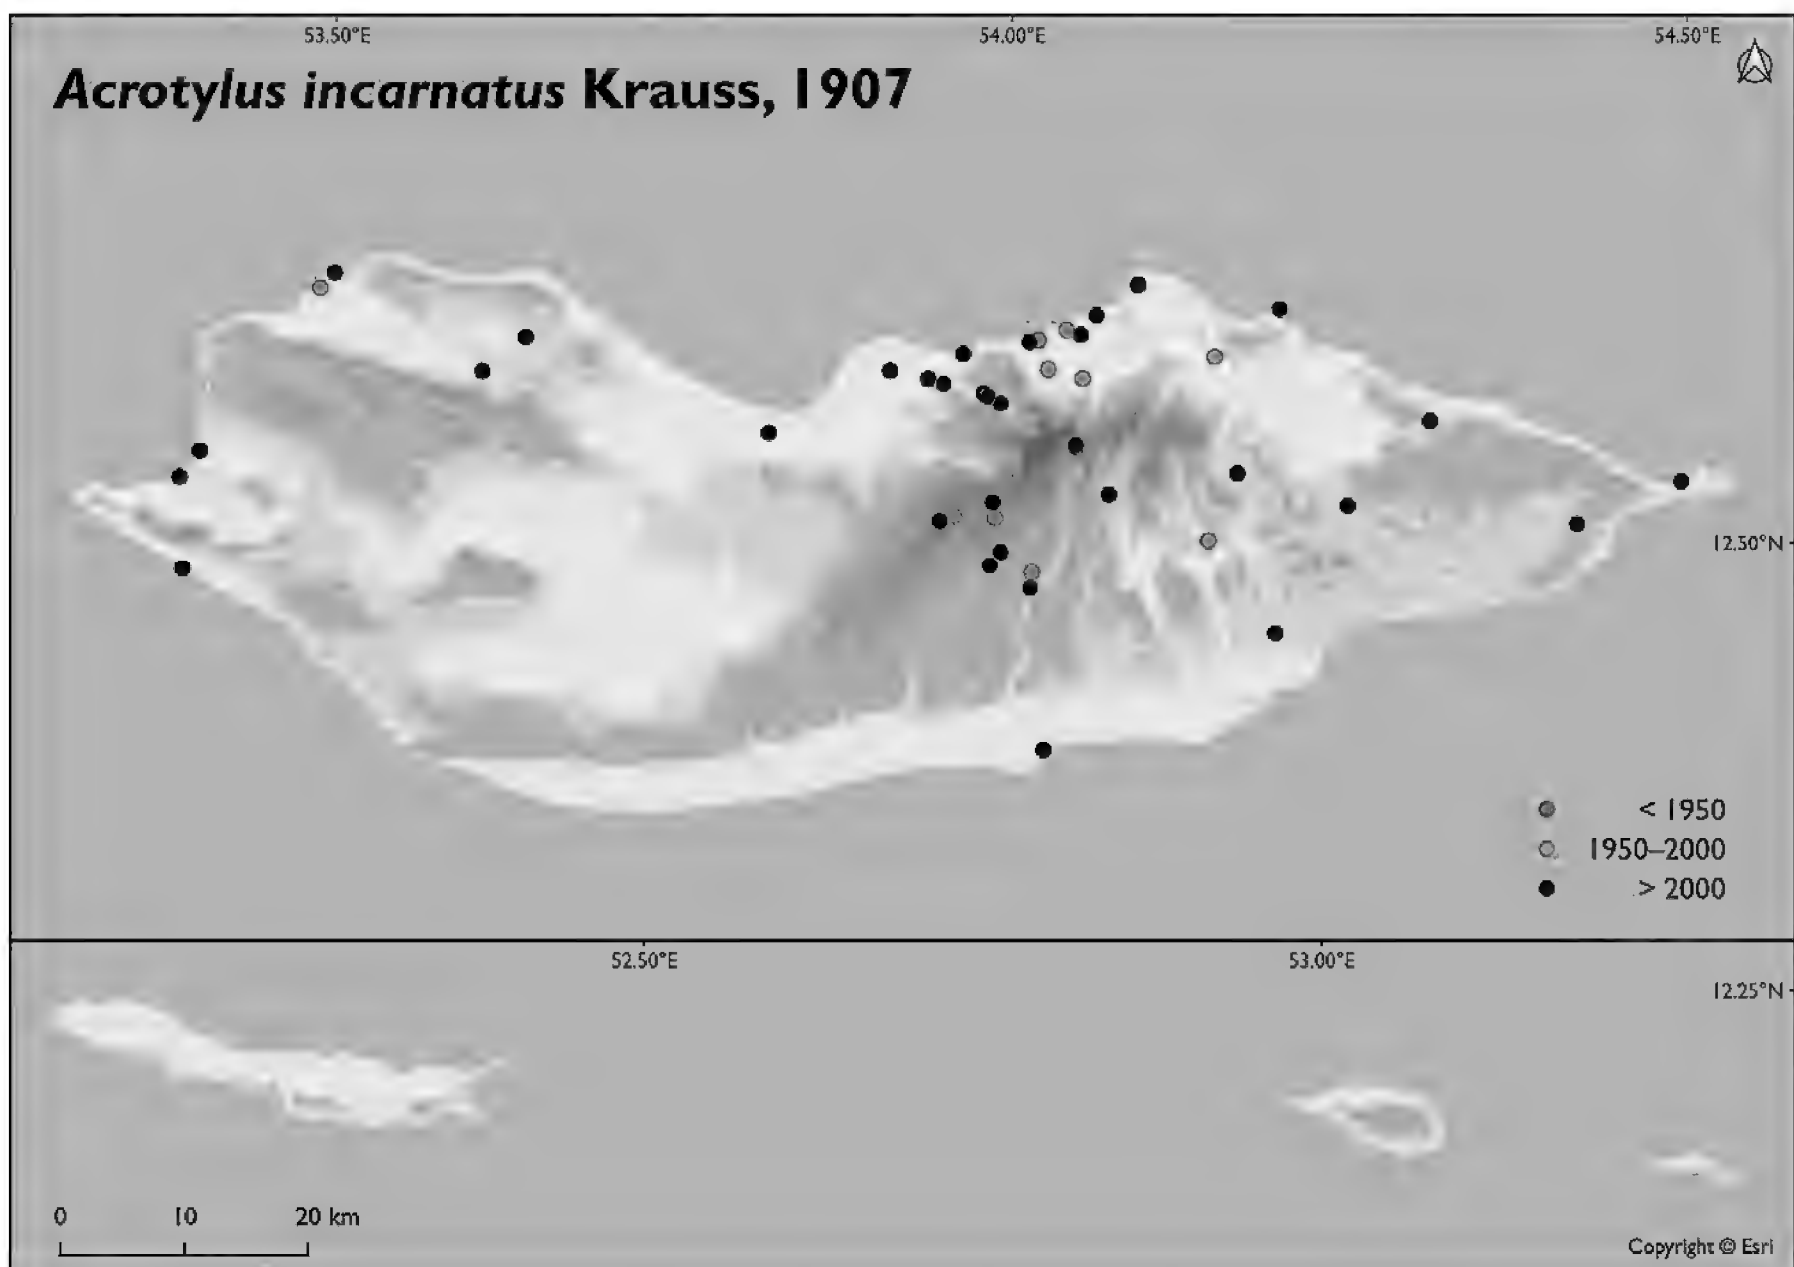 53.50°E 54.00°E 54.50°E
Acrotylus incarnatus Krauss, 1907
12.50°N
< 1950
1950–2000
> 2000
52.50°E 53.00°E
12.25°N
0 10 20 km
Copyright © Esri